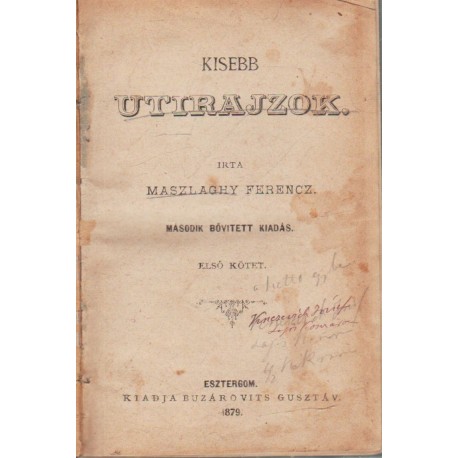 KISEBB
UTIRAJZOK.
IRTA
MASZLAGHY FERENCZ.
MÁSODIK BŐVITETT KIADÁS.
ELSŐ KÖTET.
ESZTERGOM.
KIADJA BUZÁROVITS GUSZTÁV.
1879.